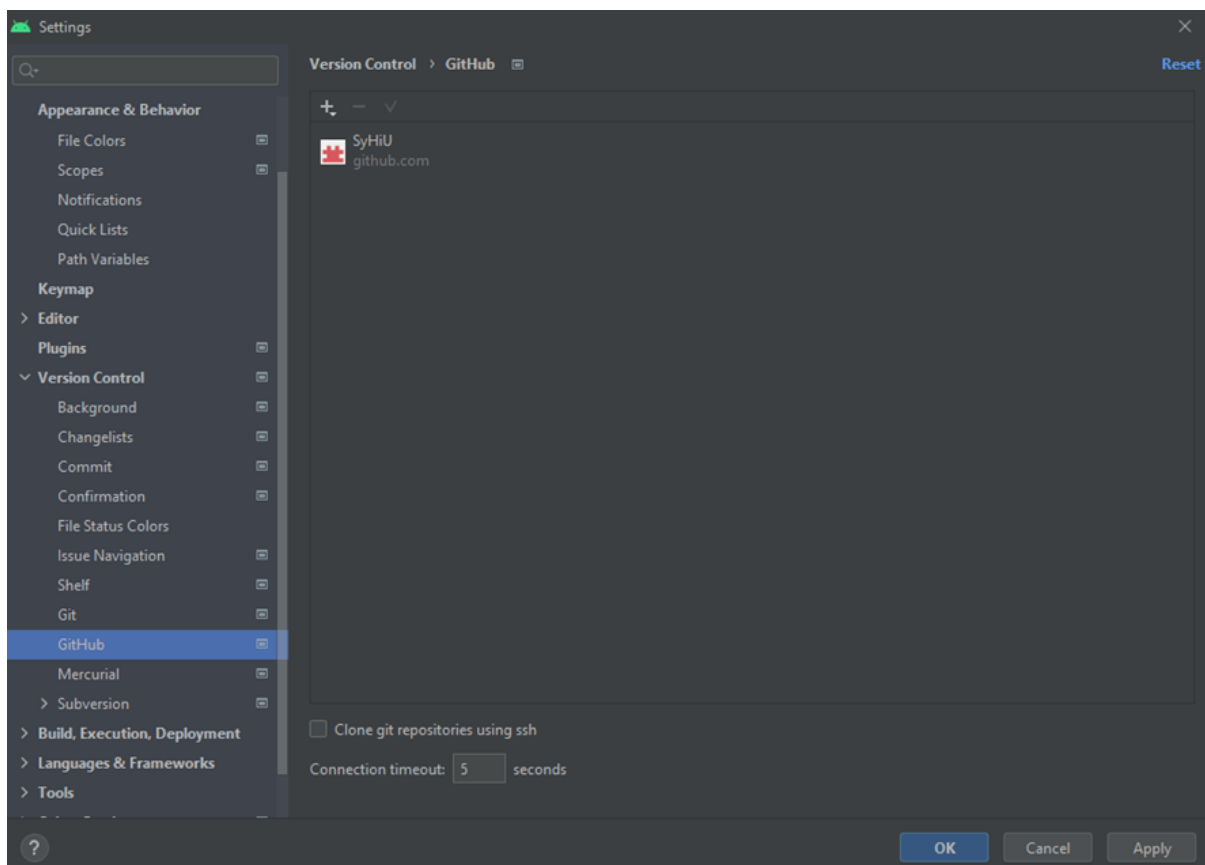 Settings
Version Control › GitHub
Reset
Appearance & Behavior
File Colors
Scopes
Notifications
Quick Lists
Path Variables
Keymap
Editor
Plugins
Version Control
Background
Changelists
Commit
Confirmation
File Status Colors
Issue Navigation
Shelf
Git
GitHub
Mercurial
Subversion
Build, Execution, Deployment
Languages & Frameworks
Tools
SyHiU
github.com
Clone git repositories using ssh
Connection timeout: 5 seconds
?
OK
Cancel
Apply